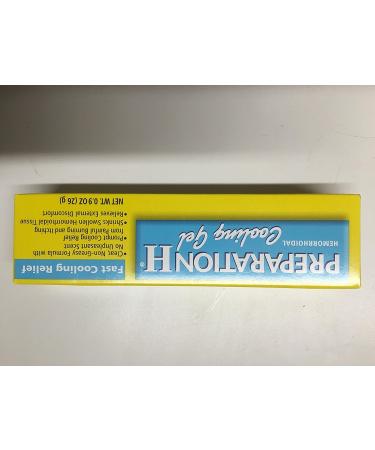 PREPARATION H®
HEMORRHOIDAL
Cooling Gel
Fast Cooling Relief
• Clear, Non-Greasy Formula with
No Unpleasant Scent
• Prompt Cooling Relief
from Painful Burning and Itching
• Shrinks Swollen Hemorrhoidal Tissue
• Relieves External Discomfort
NET WT. 0.9 OZ (26 g)